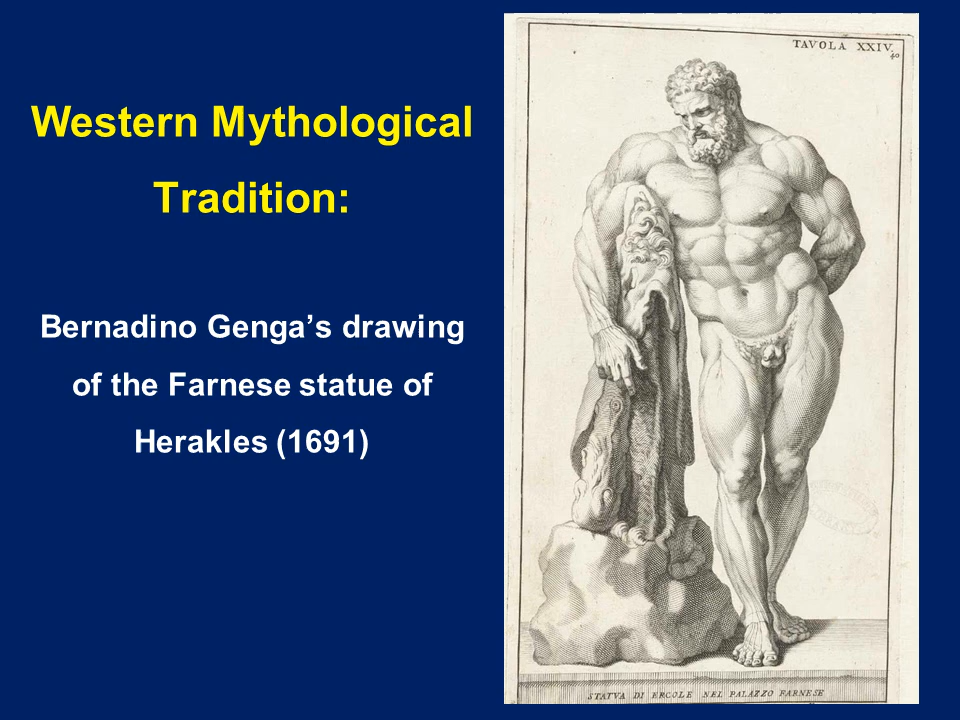 Western Mythological
Tradition:
Bernadino Genga’s drawing
of the Farnese statue of
Herakles (1691)
TAVOLA XXIV.
40
STATVA DI ERCOLE NEL PALAZZO FARNESE